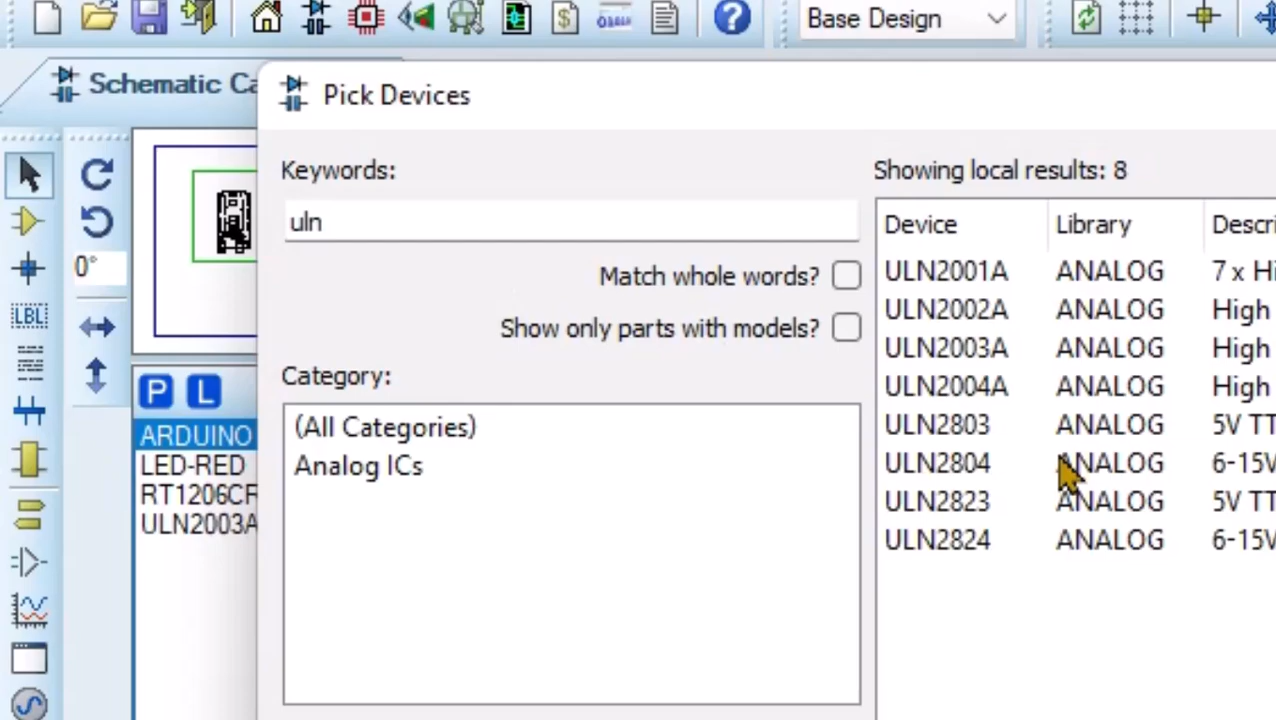 Base Design
Schematic Ca
Pick Devices
Keywords:
uln
Match whole words?
Show only parts with models?
Category:
(All Categories)
Analog ICs
Showing local results: 8
Device Library Descri
ULN2001A ANALOG 7 x Hi
ULN2002A ANALOG High
ULN2003A ANALOG High
ULN2004A ANALOG High
ULN2803 ANALOG 5V TT
ULN2804 ANALOG 6-15V
ULN2823 ANALOG 5V TT
ULN2824 ANALOG 6-15V
0°
LBL
P L
ARDUINO
LED-RED
RT1206CR
ULN2003A